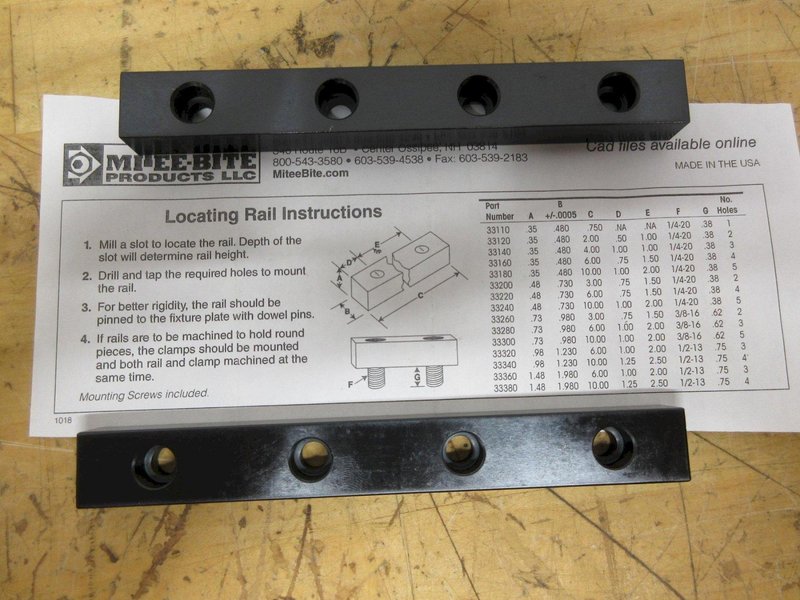 MITEE-BITE
PRODUCTS LLC
340 Route 16B • Center Ossipee, NH 03814
800-543-3580 • 603-539-4538 • Fax: 603-539-2183
MiteeBite.com
Cad files available online
MADE IN THE USA
Locating Rail Instructions
1. Mill a slot to locate the rail. Depth of the
slot will determine rail height.
2. Drill and tap the required holes to mount
the rail.
3. For better rigidity, the rail should be
pinned to the fixture plate with dowel pins.
4. If rails are to be machined to hold round
pieces, the clamps should be mounted
and both rail and clamp machined at the
same time.
Mounting Screws included.
1018
E
D
A
B
C
F
G
Part B No.
Number A +/-.0005 C D E F G Holes
33110 .35 .480 .750 .NA .NA 1/4-20 .38 1
33120 .35 .480 2.00 .50 1.00 1/4-20 .38 2
33140 .35 .480 4.00 1.00 1.00 1/4-20 .38 3
33160 .35 .480 6.00 .75 1.50 1/4-20 .38 4
33180 .35 .480 10.00 1.00 2.00 1/4-20 .38 5
33200 .48 .730 3.00 .75 1.50 1/4-20 .38 2
33220 .48 .730 6.00 .75 1.50 1/4-20 .38 4
33240 .48 .730 10.00 1.00 2.00 1/4-20 .38 5
33260 .73 .980 3.00 .75 1.50 3/8-16 .62 2
33280 .73 .980 6.00 1.00 2.00 3/8-16 .62 3
33300 .73 .980 10.00 1.00 2.00 3/8-16 .62 5
33320 .98 1.230 6.00 1.00 2.00 1/2-13 .75 3
33340 .98 1.230 10.00 1.25 2.50 1/2-13 .75 4
33360 1.48 1.980 6.00 1.00 2.00 1/2-13 .75 3
33380 1.48 1.980 10.00 1.25 2.50 1/2-13 .75 4